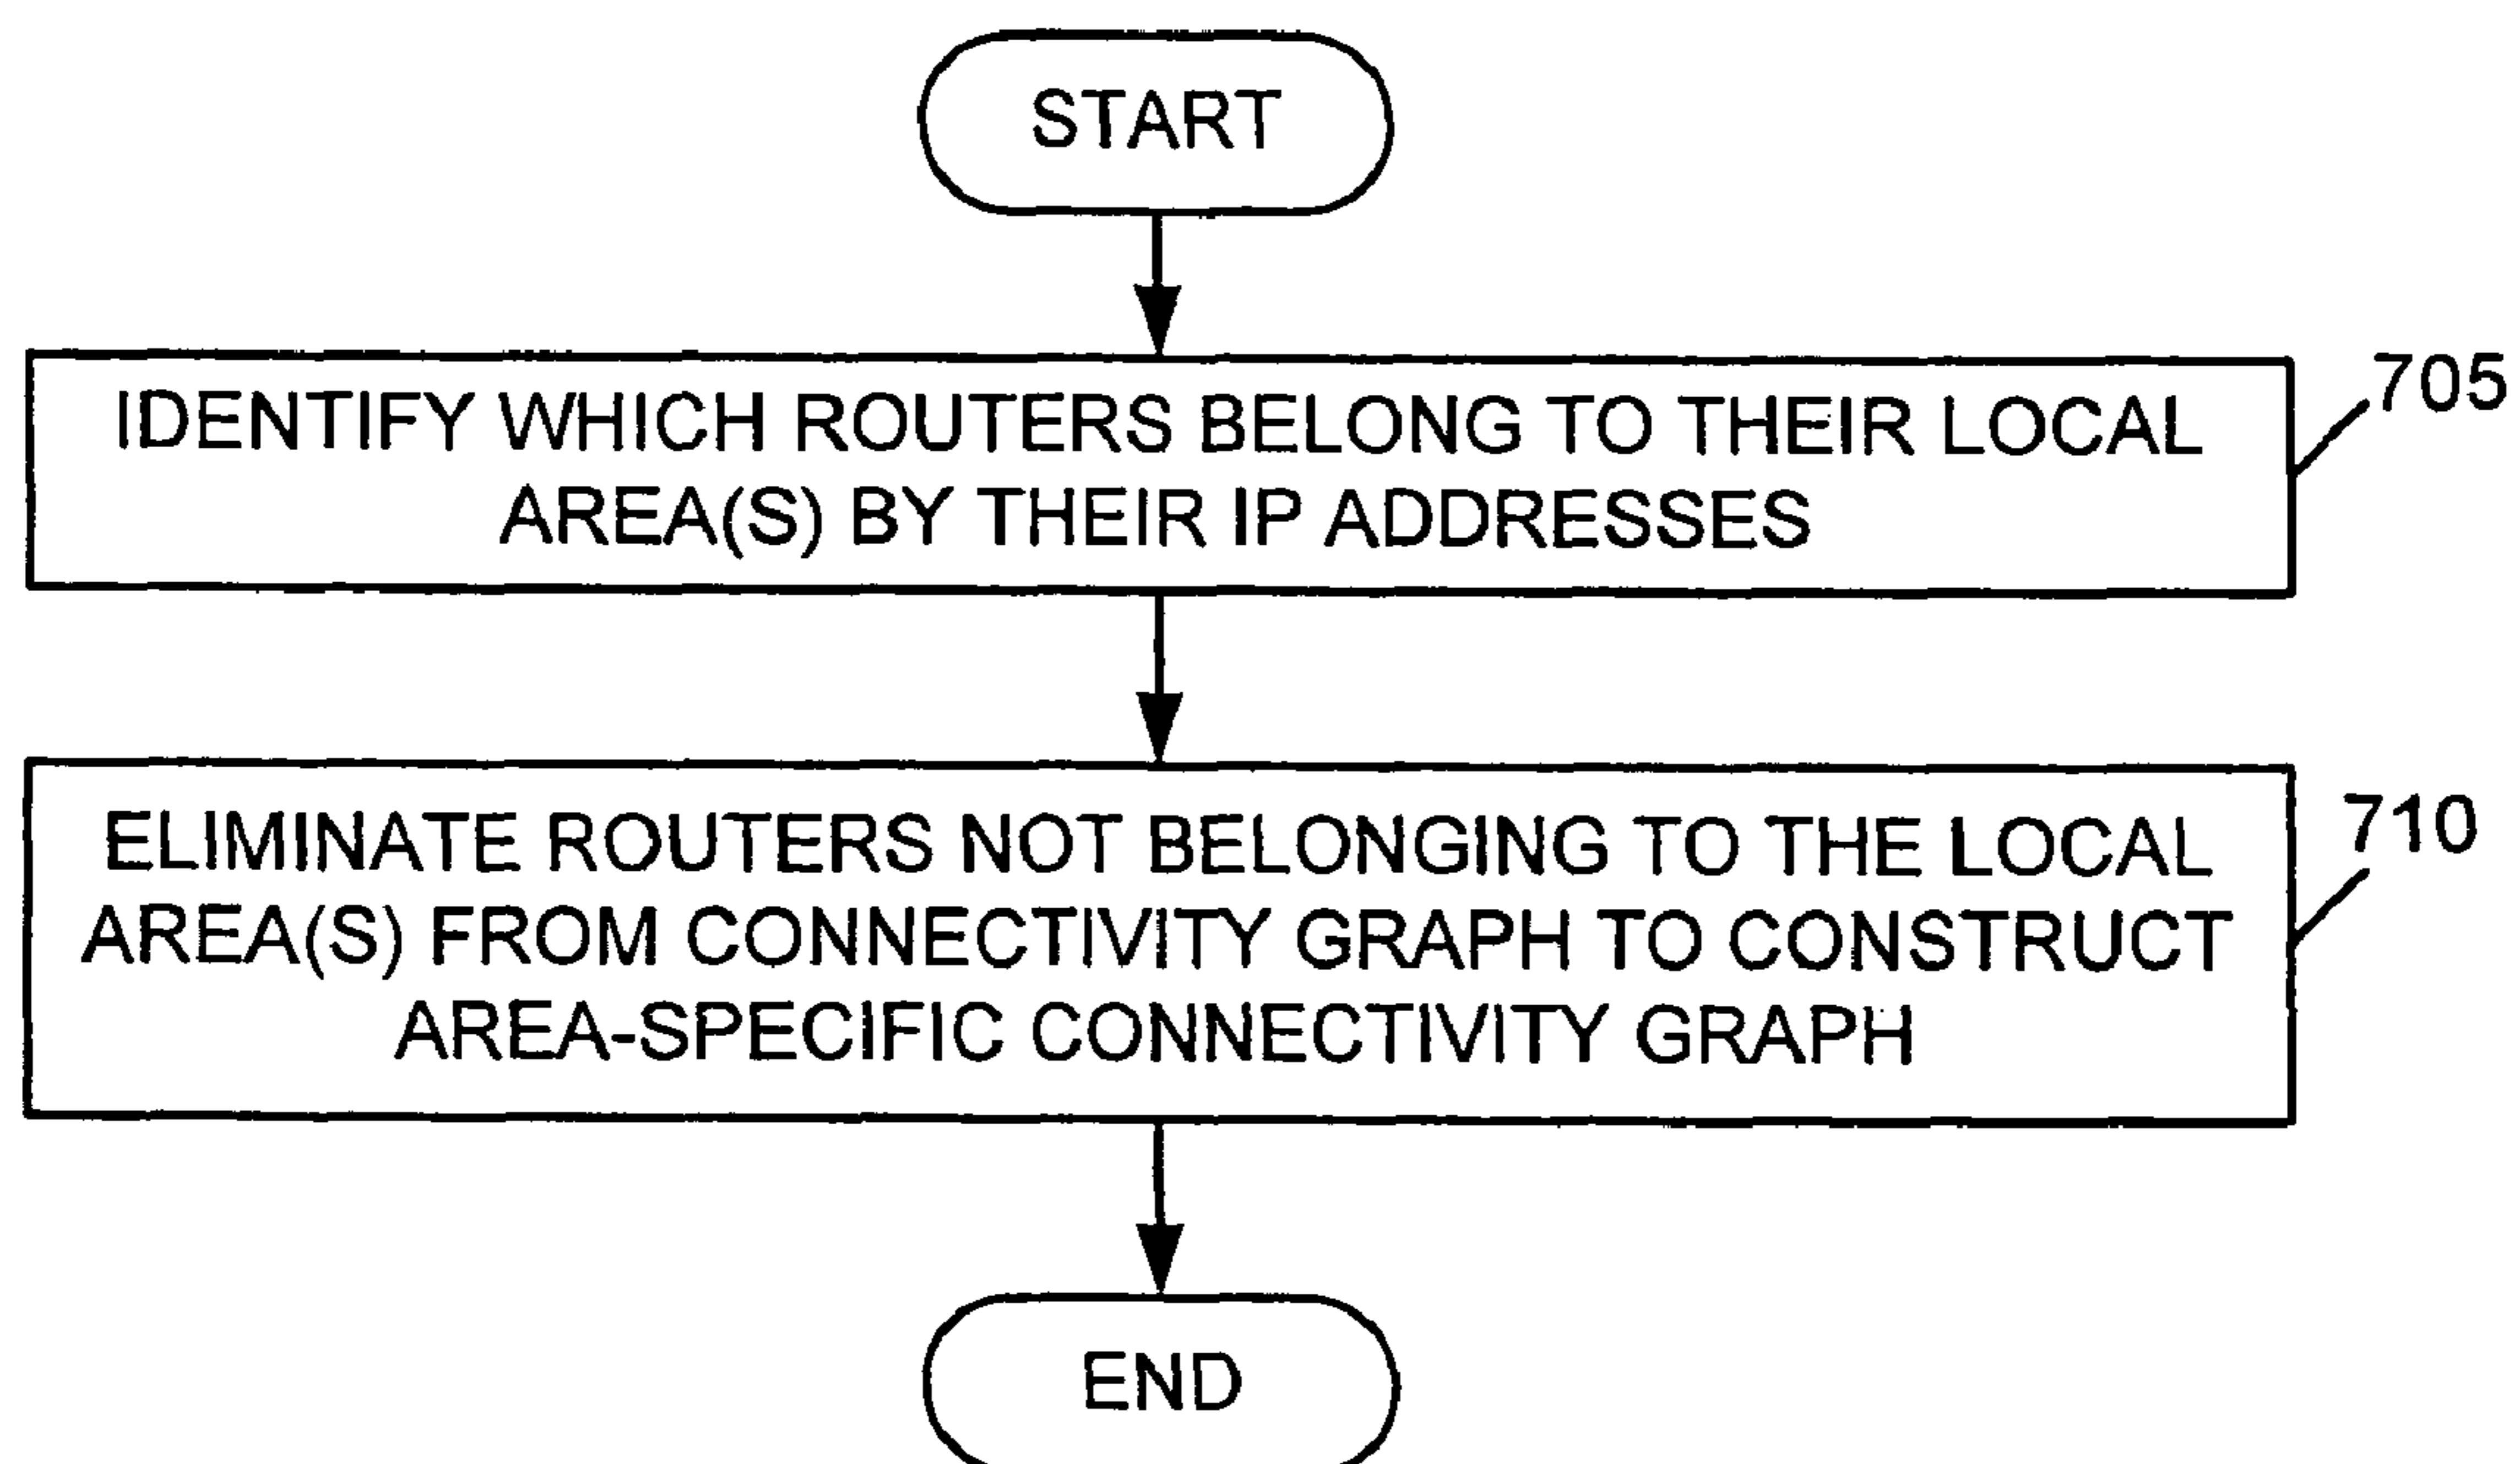 START
IDENTIFY WHICH ROUTERS BELONG TO THEIR LOCAL
AREA(S) BY THEIR IP ADDRESSES
705
ELIMINATE ROUTERS NOT BELONGING TO THE LOCAL
AREA(S) FROM CONNECTIVITY GRAPH TO CONSTRUCT
AREA-SPECIFIC CONNECTIVITY GRAPH
710
END